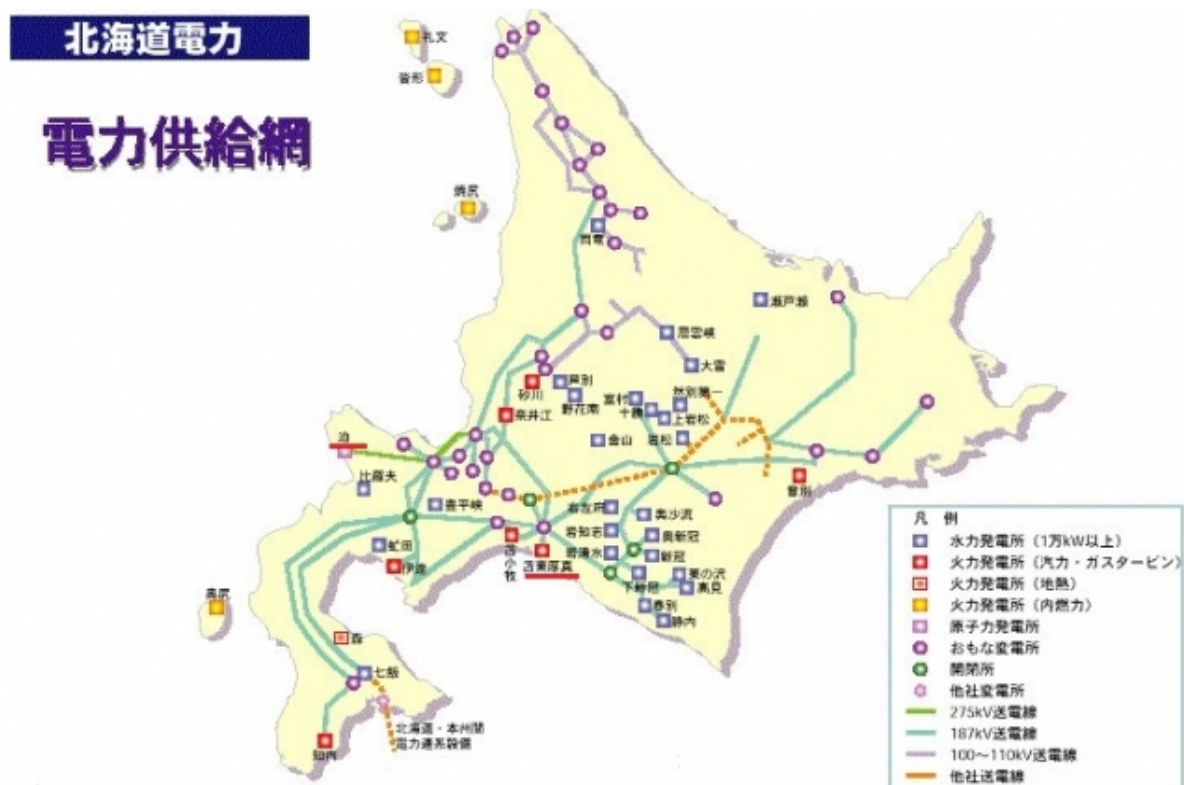 北海道電力
電力供給網
礼文
沓形
焼尻
雨竜
瀬戸瀬
層雲峡
大雪
砂川
芦別
野花南
奈井江
富村
十勝
然別第一
上岩松
岩松
金山
泊
比羅夫
豊平峡
音別
右左府
奥沙流
岩知志
奥新冠
岩清水
新冠
下新冠
東の沢
高見
春別
静内
虻田
伊達
苫小牧
苫東厚真
奥尻
森
七飯
知内
北海道・本州間
電力連系設備
凡 例
水力発電所（1万kW以上）
火力発電所（汽力・ガスタービン）
火力発電所（地熱）
火力発電所（内燃力）
原子力発電所
おもな変電所
開閉所
他社変電所
275kV送電線
187kV送電線
100～110kV送電線
他社送電線